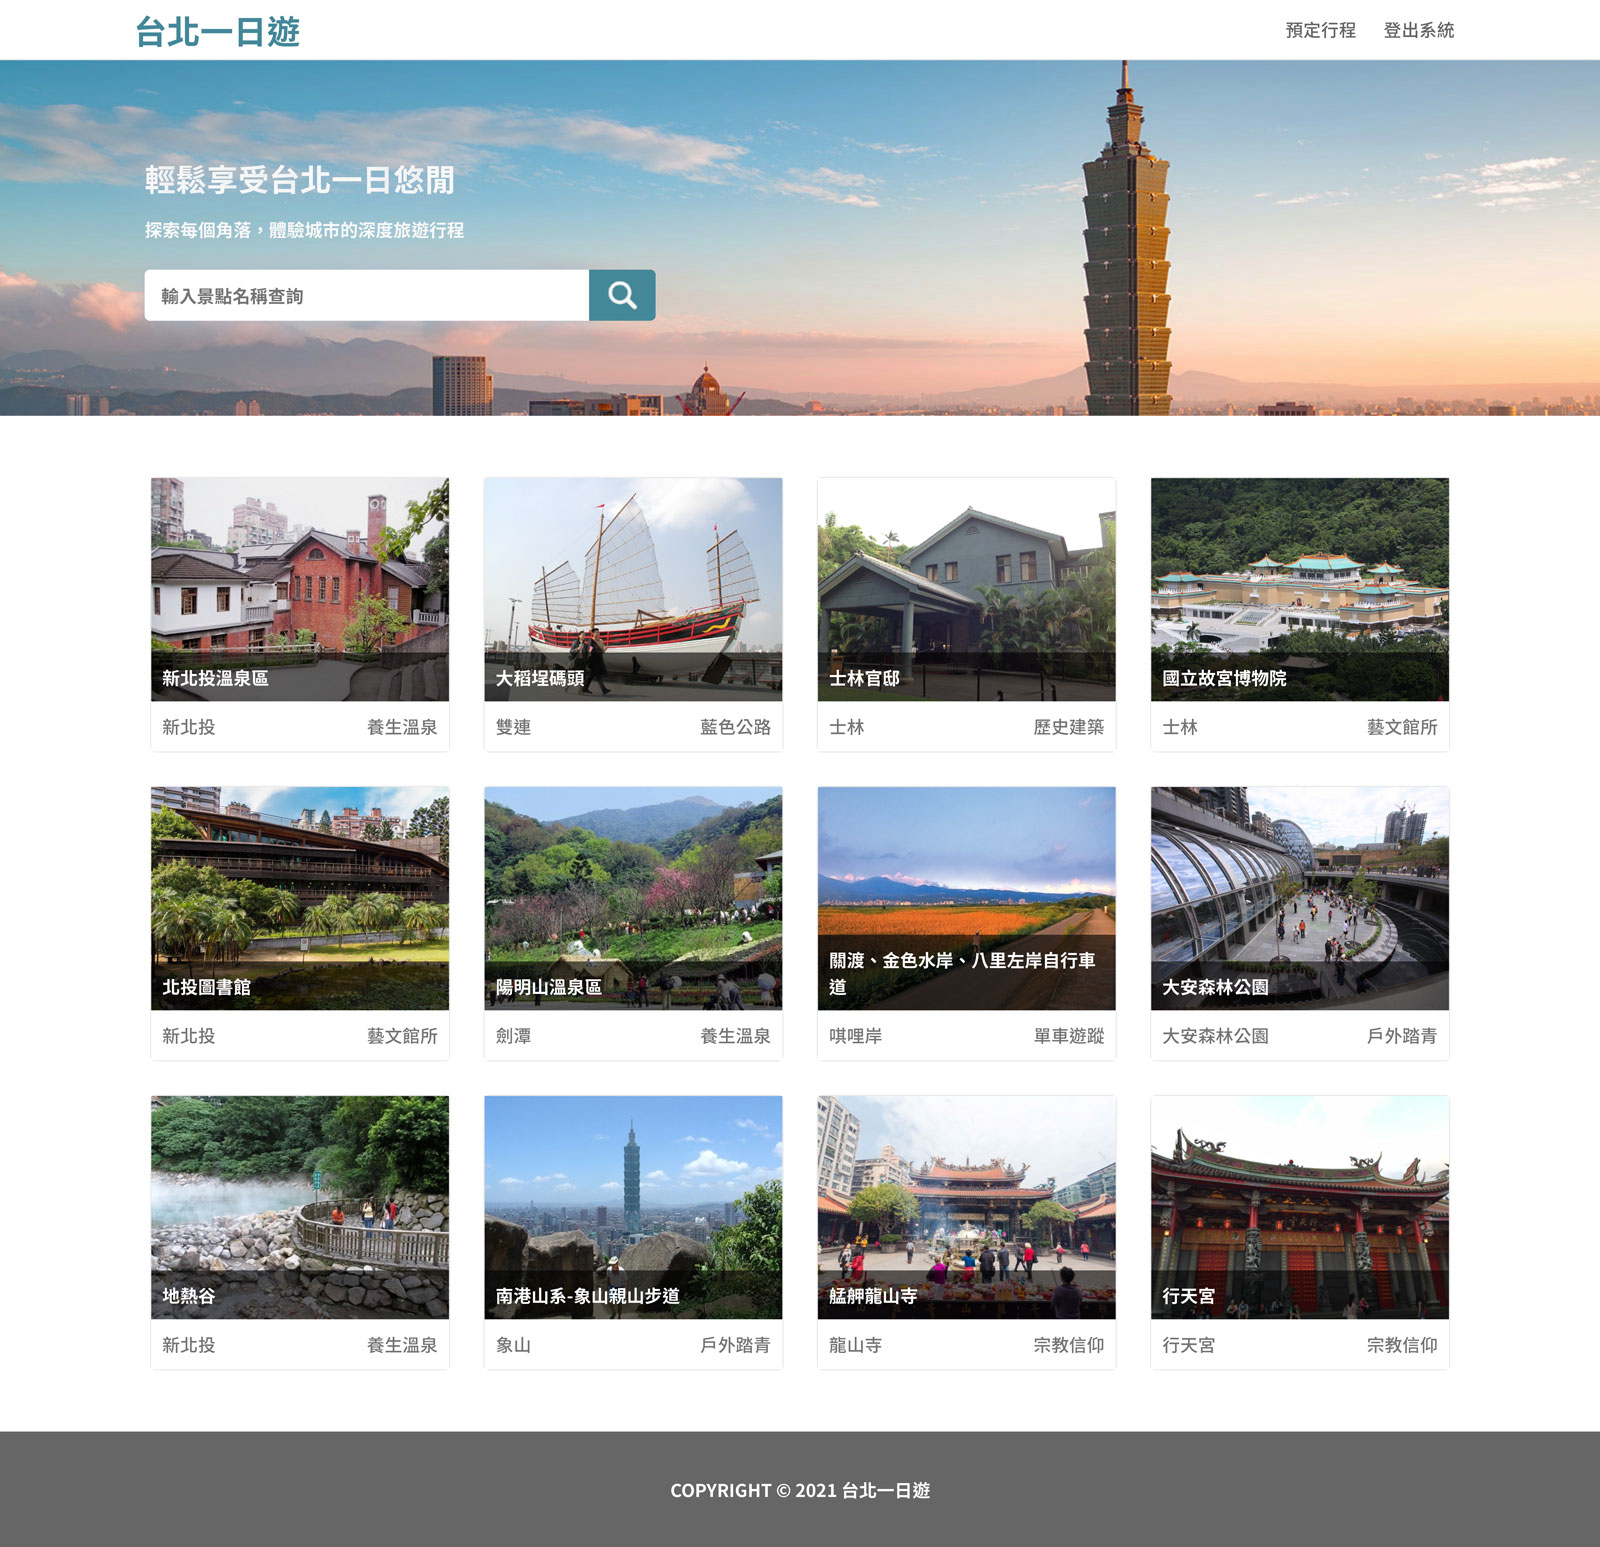 台北一日遊
預定行程 登出系統
輕鬆享受台北一日悠閒
探索每個角落，體驗城市的深度旅遊行程
輸入景點名稱查詢
新北投溫泉區
新北投 養生溫泉
大稻埕碼頭
雙連 藍色公路
士林官邸
士林 歷史建築
國立故宮博物院
士林 藝文館所
北投圖書館
新北投 藝文館所
陽明山溫泉區
劍潭 養生溫泉
關渡、金色水岸、八里左岸自行車
道
唭哩岸 單車遊蹤
大安森林公園
大安森林公園 戶外踏青
地熱谷
新北投 養生溫泉
南港山系-象山親山步道
象山 戶外踏青
艋舺龍山寺
龍山寺 宗教信仰
行天宮
行天宮 宗教信仰
COPYRIGHT © 2021 台北一日遊